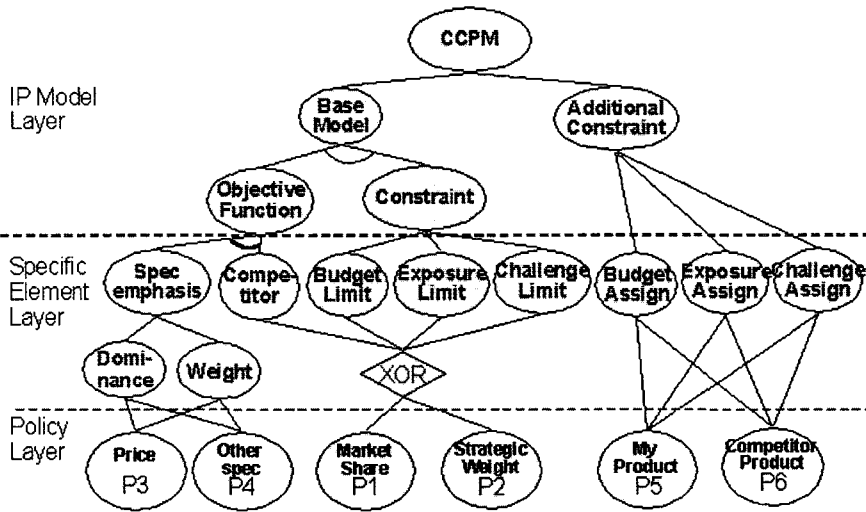 CCPM
IP Model
Layer
Base
Model
Additional
Constraint
Objective
Function
Constraint
Specific
Element
Layer
Spec
emphasis
Compe-
titor
Budget
Limit
Exposure
Limit
Challenge
Limit
Budget
Assign
Exposure
Assign
Challenge
Assign
Domi-
nance
Weight
XOR
Policy
Layer
Price
P3
Other
spec
P4
Market
Share
P1
Strategic
Weight
P2
My
Product
P5
Competitor
Product
P6